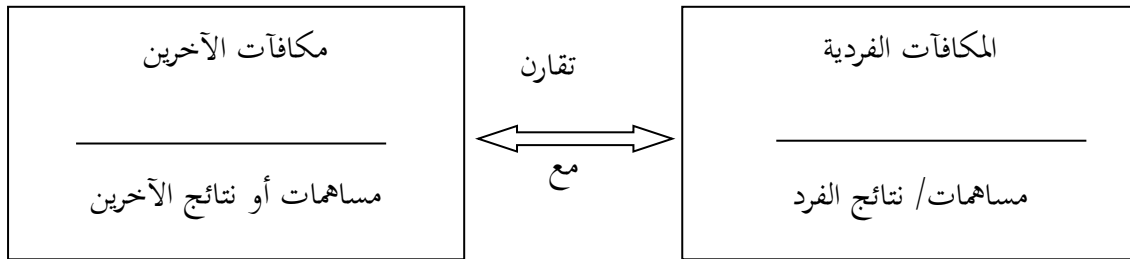 المكافآت الفردية
مساهمات/ نتائج الفرد
تقارن
مع
مكافآت الآخرين
مساهمات أو نتائج الآخرين